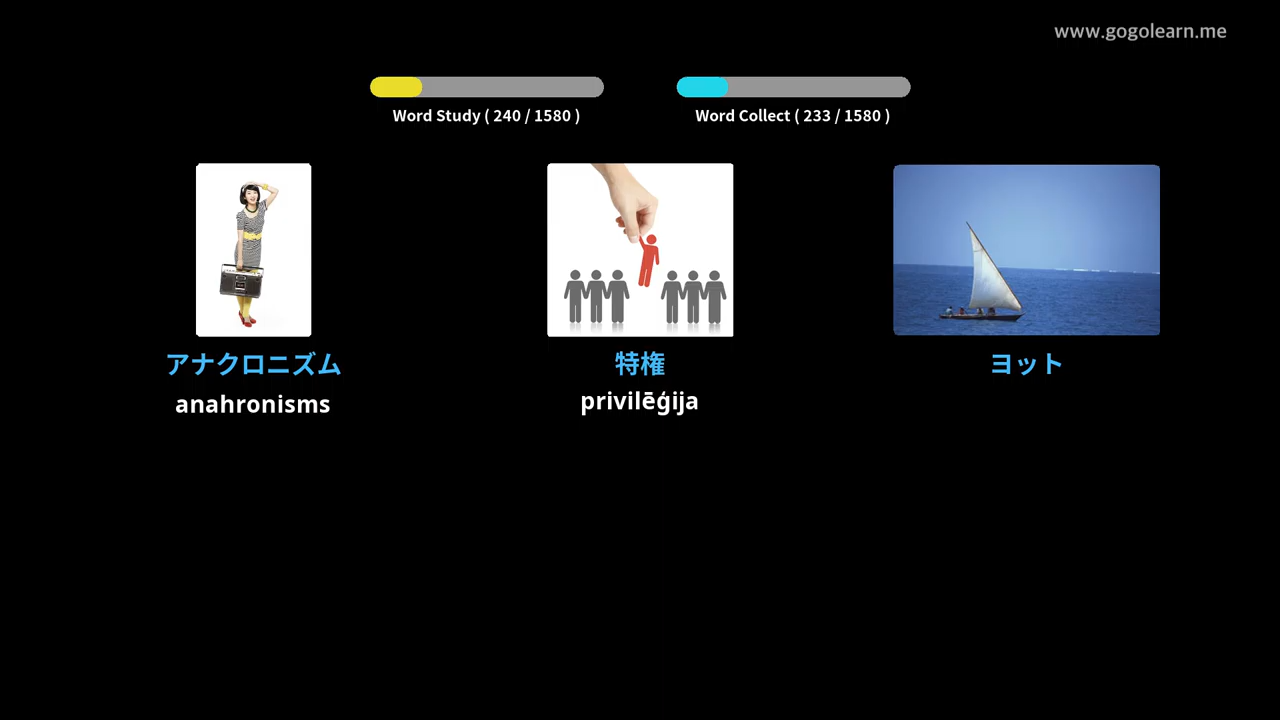 www.gogolearn.me
Word Study ( 240 / 1580 )
Word Collect ( 233 / 1580 )
アナクロニズム
anahronisms
特権
privilēģija
ヨット